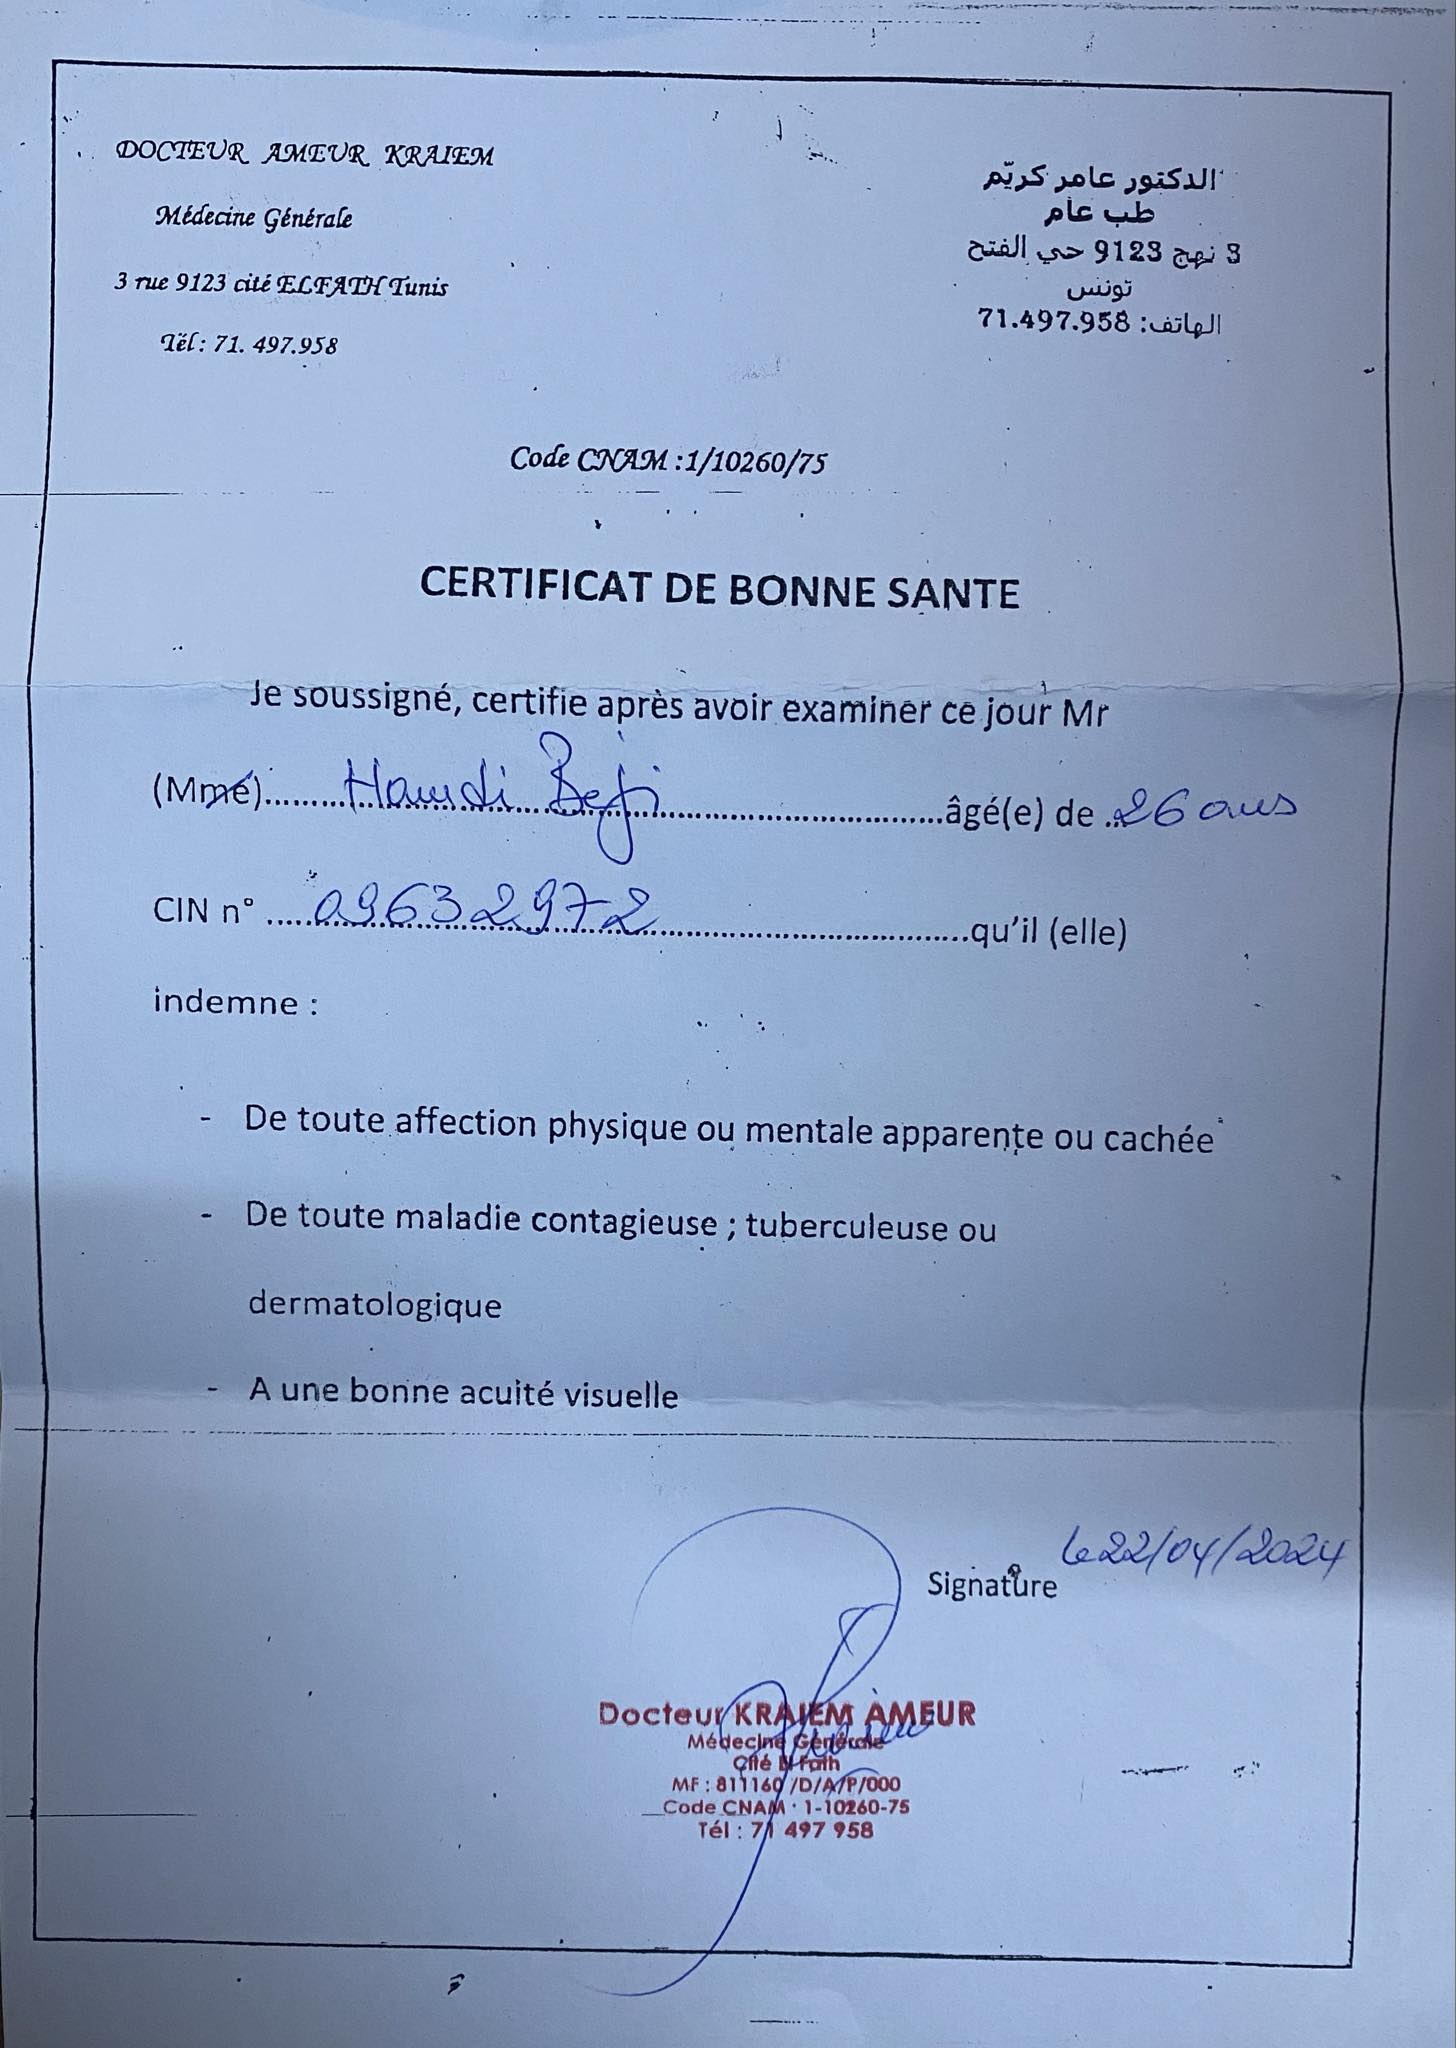 DOCTEUR AMEUR KRAIEM
Médecine Générale
3 rue 9123 cité ELFATH Tunis
Tél : 71. 497.958
الدكتور عامر كريّم
طب عام
3 نهج 9123 حي الفتح
تونس
الهاتف: 71.497.958
Code CNAM :1/10260/75
CERTIFICAT DE BONNE SANTE
Je soussigné, certifie après avoir examiner ce jour Mr
(Mme).......Hamdi Beji.......âgé(e) de ..26 ans
CIN n° .....09632972.......qu'il (elle)
indemne :
- De toute affection physique ou mentale apparente ou cachée
- De toute maladie contagieuse ; tuberculeuse ou
dermatologique
- A une bonne acuité visuelle
le 22/04/2024
Signature
Docteur KRAIEM AMEUR
Médecine Générale
Cité El Fath
MF : 811160 /D/A/P/000
Code CNAM : 1-10260-75
Tél : 71 497 958